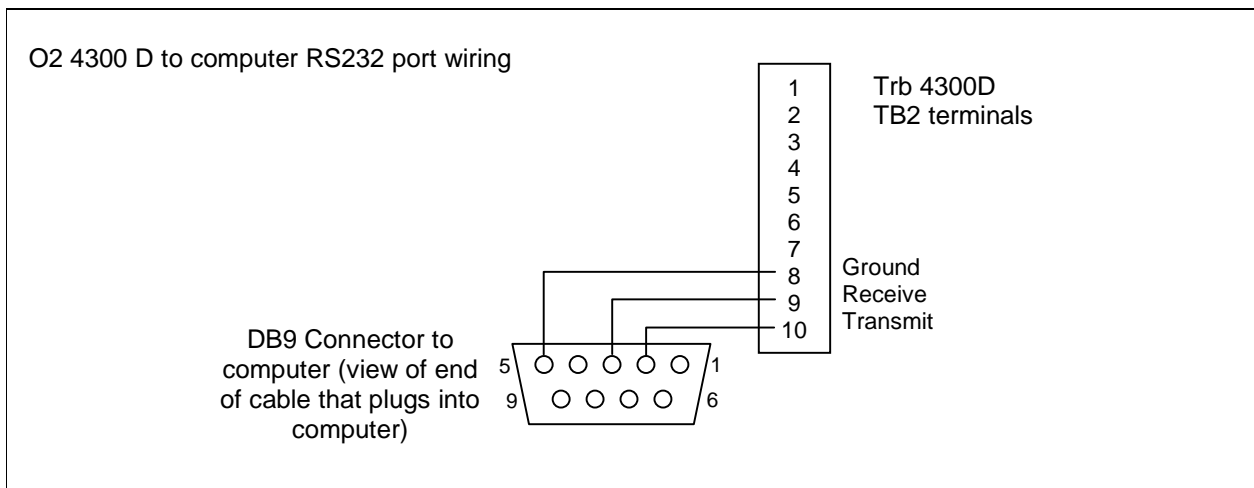 O2 4300 D to computer RS232 port wiring
Trb 4300D
TB2 terminals
1
2
3
4
5
6
7
8
9
10
Ground
Receive
Transmit
DB9 Connector to
computer (view of end
of cable that plugs into
computer)
5
1
9
6